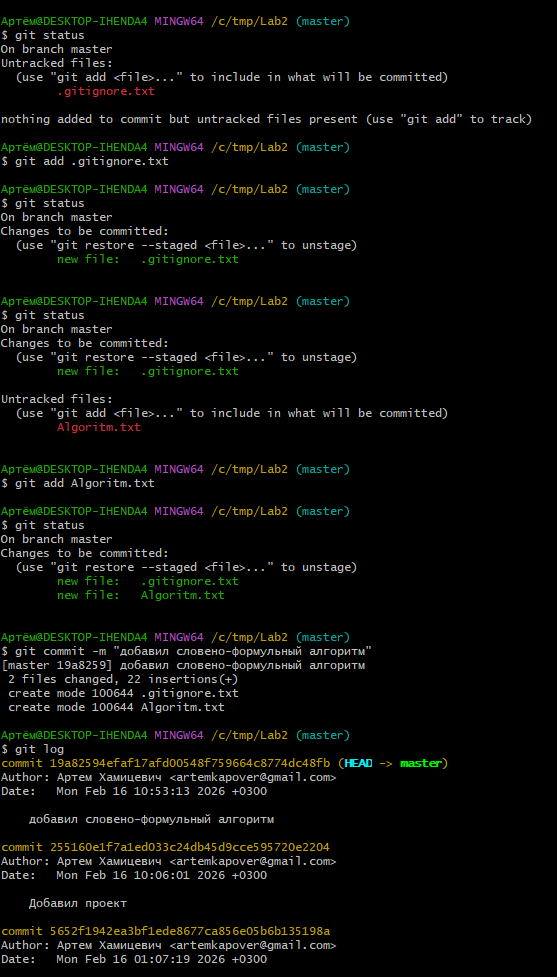 Артём@DESKTOP-IHENDA4 MINGW64 /c/tmp/Lab2 (master)
$ git status
On branch master
Untracked files:
  (use "git add <file>..." to include in what will be committed)
        .gitignore.txt

nothing added to commit but untracked files present (use "git add" to track)

Артём@DESKTOP-IHENDA4 MINGW64 /c/tmp/Lab2 (master)
$ git add .gitignore.txt

Артём@DESKTOP-IHENDA4 MINGW64 /c/tmp/Lab2 (master)
$ git status
On branch master
Changes to be committed:
  (use "git restore --staged <file>..." to unstage)
        new file:   .gitignore.txt

Артём@DESKTOP-IHENDA4 MINGW64 /c/tmp/Lab2 (master)
$ git status
On branch master
Changes to be committed:
  (use "git restore --staged <file>..." to unstage)
        new file:   .gitignore.txt

Untracked files:
  (use "git add <file>..." to include in what will be committed)
        Algoritm.txt

Артём@DESKTOP-IHENDA4 MINGW64 /c/tmp/Lab2 (master)
$ git add Algoritm.txt

Артём@DESKTOP-IHENDA4 MINGW64 /c/tmp/Lab2 (master)
$ git status
On branch master
Changes to be committed:
  (use "git restore --staged <file>..." to unstage)
        new file:   .gitignore.txt
        new file:   Algoritm.txt

Артём@DESKTOP-IHENDA4 MINGW64 /c/tmp/Lab2 (master)
$ git commit -m "добавил словено-формульный алгоритм"
[master 19a8259] добавил словено-формульный алгоритм
 2 files changed, 22 insertions(+)
 create mode 100644 .gitignore.txt
 create mode 100644 Algoritm.txt

Артём@DESKTOP-IHENDA4 MINGW64 /c/tmp/Lab2 (master)
$ git log
commit 19a82594efaf17afd00548f759664c8774dc48fb (HEAD -> master)
Author: Артем Хамицевич <artemkapover@gmail.com>
Date:   Mon Feb 16 10:53:13 2026 +0300

    добавил словено-формульный алгоритм

commit 255160e1f7a1ed033c24db45d9cce595720e2204
Author: Артем Хамицевич <artemkapover@gmail.com>
Date:   Mon Feb 16 10:06:01 2026 +0300

    Добавил проект

commit 5652f1942ea3bf1ede8677ca856e05b6b135198a
Author: Артем Хамицевич <artemkapover@gmail.com>
Date:   Mon Feb 16 01:07:19 2026 +0300